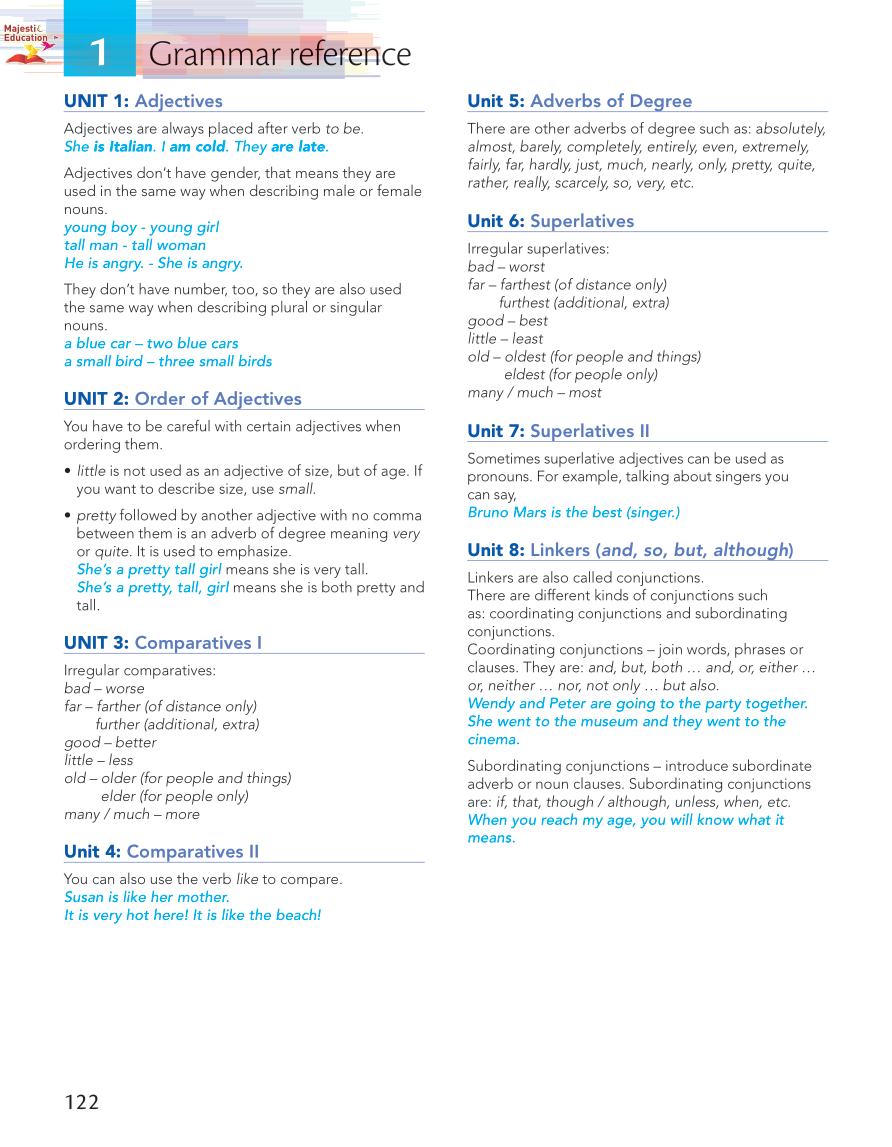 Majesti
Education
1
Grammar reference
UNIT 1: Adjectives
Adjectives are always placed after verb to be.
She is Italian. I am cold. They are late.
Adjectives don't have gender, that means they are
used in the same way when describing male or female
nouns.
young boy - young girl
tall man - tall woman
He is angry. - She is angry.
They don't have number, too, so they are also used
the same way when describing plural or singular
nouns.
a blue car – two blue cars
a small bird – three small birds
UNIT 2: Order of Adjectives
You have to be careful with certain adjectives when
ordering them.
• little is not used as an adjective of size, but of age. If
you want to describe size, use small.
• pretty followed by another adjective with no comma
between them is an adverb of degree meaning very
or quite. It is used to emphasize.
She's a pretty tall girl means she is very tall.
She's a pretty, tall, girl means she is both pretty and
tall.
UNIT 3: Comparatives I
Irregular comparatives:
bad – worse
far – farther (of distance only)
further (additional, extra)
good – better
little – less
old – older (for people and things)
elder (for people only)
many / much – more
Unit 4: Comparatives II
You can also use the verb like to compare.
Susan is like her mother.
It is very hot here! It is like the beach!
Unit 5: Adverbs of Degree
There are other adverbs of degree such as: absolutely,
almost, barely, completely, entirely, even, extremely,
fairly, far, hardly, just, much, nearly, only, pretty, quite,
rather, really, scarcely, so, very, etc.
Unit 6: Superlatives
Irregular superlatives:
bad – worst
far – farthest (of distance only)
furthest (additional, extra)
good – best
little – least
old – oldest (for people and things)
eldest (for people only)
many / much – most
Unit 7: Superlatives II
Sometimes superlative adjectives can be used as
pronouns. For example, talking about singers you
can say,
Bruno Mars is the best (singer.)
Unit 8: Linkers (and, so, but, although)
Linkers are also called conjunctions.
There are different kinds of conjunctions such
as: coordinating conjunctions and subordinating
conjunctions.
Coordinating conjunctions – join words, phrases or
clauses. They are: and, but, both … and, or, either …
or, neither … nor, not only … but also.
Wendy and Peter are going to the party together.
She went to the museum and they went to the
cinema.
Subordinating conjunctions – introduce subordinate
adverb or noun clauses. Subordinating conjunctions
are: if, that, though / although, unless, when, etc.
When you reach my age, you will know what it
means.
122